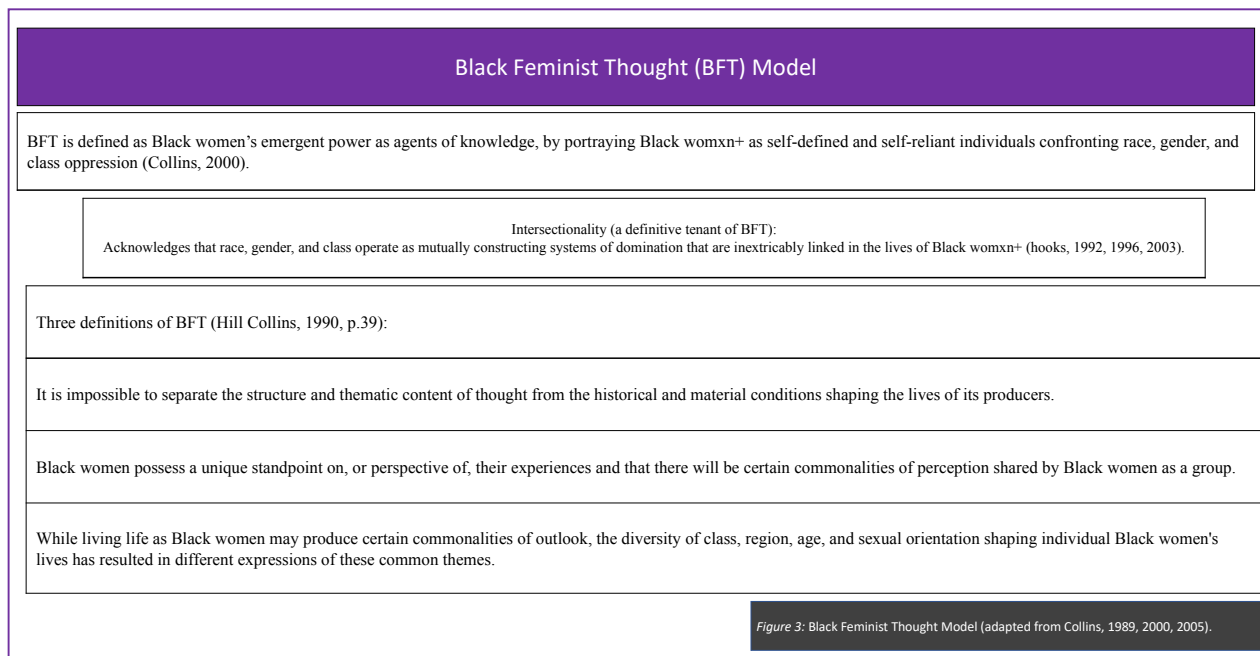 Black Feminist Thought (BFT) Model
BFT is defined as Black women’s emergent power as agents of knowledge, by portraying Black womxn+ as self-defined and self-reliant individuals confronting race, gender, and
class oppression (Collins, 2000).
Intersectionality (a definitive tenant of BFT):
Acknowledges that race, gender, and class operate as mutually constructing systems of domination that are inextricably linked in the lives of Black womxn+ (hooks, 1992, 1996, 2003).
Three definitions of BFT (Hill Collins, 1990, p.39):
It is impossible to separate the structure and thematic content of thought from the historical and material conditions shaping the lives of its producers.
Black women possess a unique standpoint on, or perspective of, their experiences and that there will be certain commonalities of perception shared by Black women as a group.
While living life as Black women may produce certain commonalities of outlook, the diversity of class, region, age, and sexual orientation shaping individual Black women's
lives has resulted in different expressions of these common themes.
Figure 3: Black Feminist Thought Model (adapted from Collins, 1989, 2000, 2005).